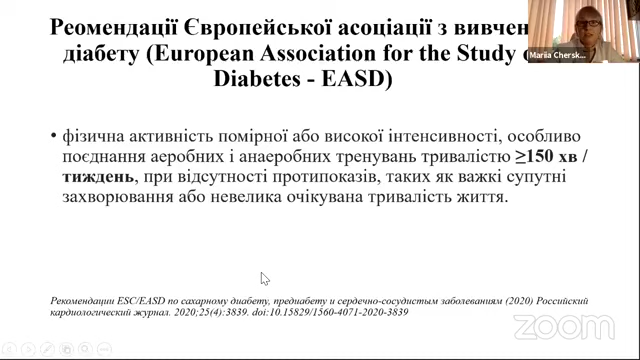 Реомендації Європейської асоціації з вивчен
діабету (European Association for the Study
Diabetes - EASD)
Mariia Chersk...
• фізична активність помірної або високої інтенсивності, особливо
поєднання аеробних і анаеробних тренувань тривалістю ≥150 хв /
тиждень, при відсутності протипоказів, таких як важкі супутні
захворювання або невелика очікувана тривалість життя.
Рекомендации ESC/EASD по сахарному диабету, предиабету и сердечно-сосудистым заболеваниям (2020) Российский
кардиологический журнал. 2020;25(4):3839. doi:10.15829/1560-4071-2020-3839
zoom